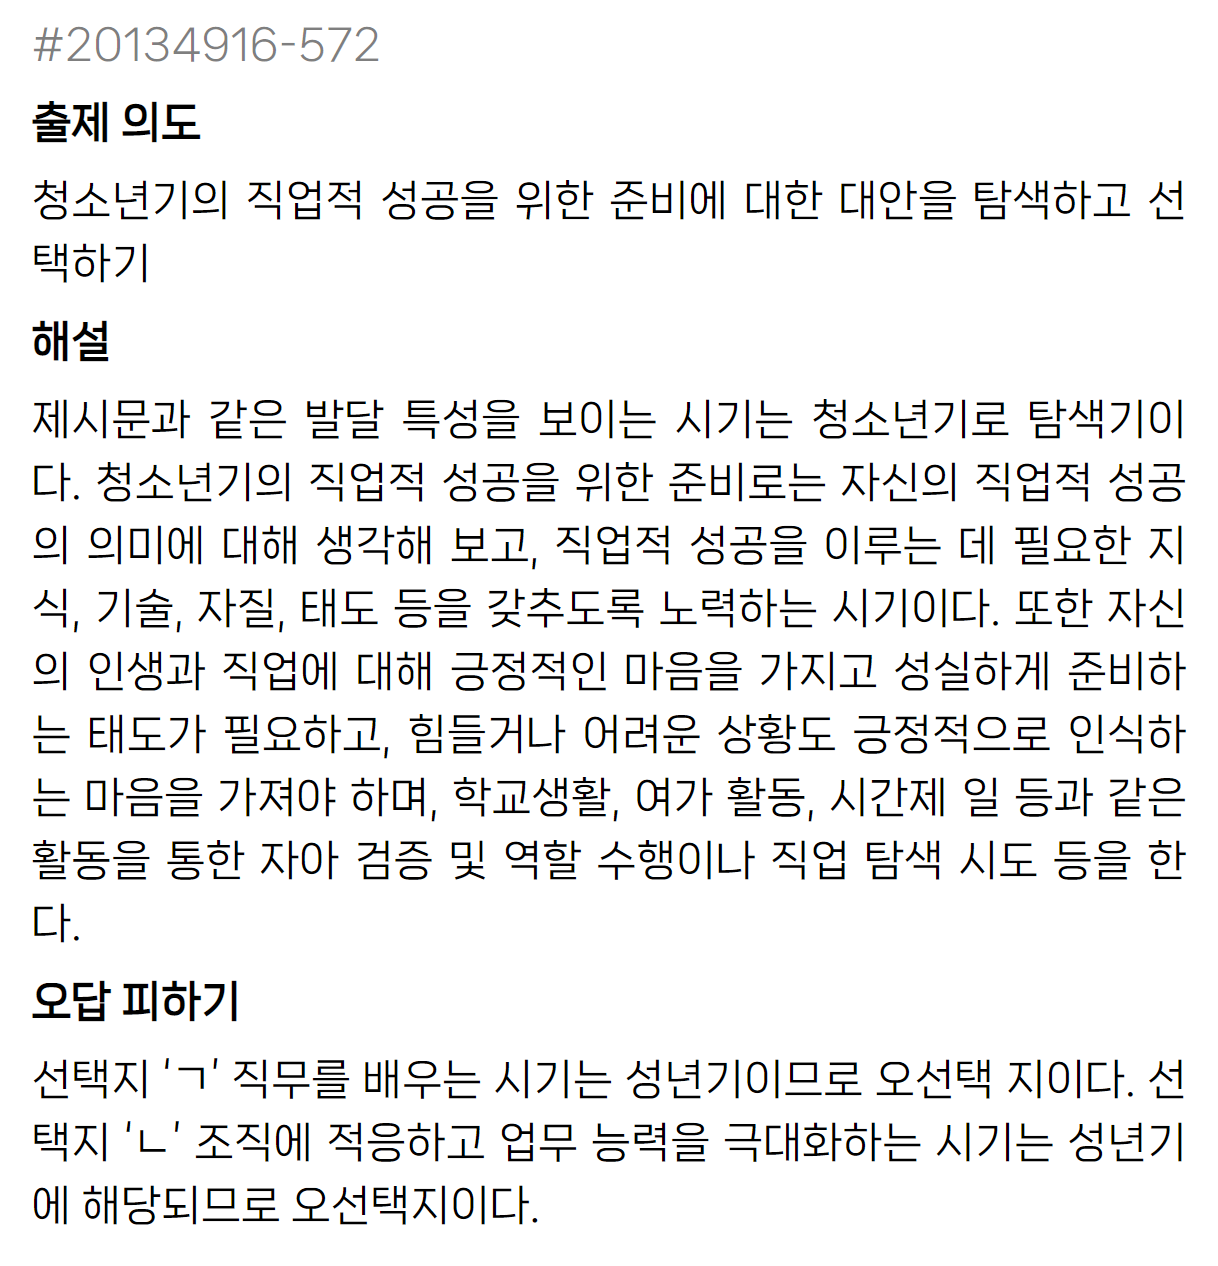 #20134916-572
출제 의도
청소년기의 직업적 성공을 위한 준비에 대한 대안을 탐색하고 선
택하기
해설
제시문과 같은 발달 특성을 보이는 시기는 청소년기로 탐색기이
다. 청소년기의 직업적 성공을 위한 준비로는 자신의 직업적 성공
의 의미에 대해 생각해 보고, 직업적 성공을 이루는 데 필요한 지
식, 기술, 자질, 태도 등을 갖추도록 노력하는 시기이다. 또한 자신
의 인생과 직업에 대해 긍정적인 마음을 가지고 성실하게 준비하
는 태도가 필요하고, 힘들거나 어려운 상황도 긍정적으로 인식하
는 마음을 가져야 하며, 학교생활, 여가 활동, 시간제 일 등과 같은
활동을 통한 자아 검증 및 역할 수행이나 직업 탐색 시도 등을 한
다.
오답 피하기
선택지 ‘ㄱ’ 직무를 배우는 시기는 성년기이므로 오선택 지이다. 선
택지 ‘ㄴ’ 조직에 적응하고 업무 능력을 극대화하는 시기는 성년기
에 해당되므로 오선택지이다.